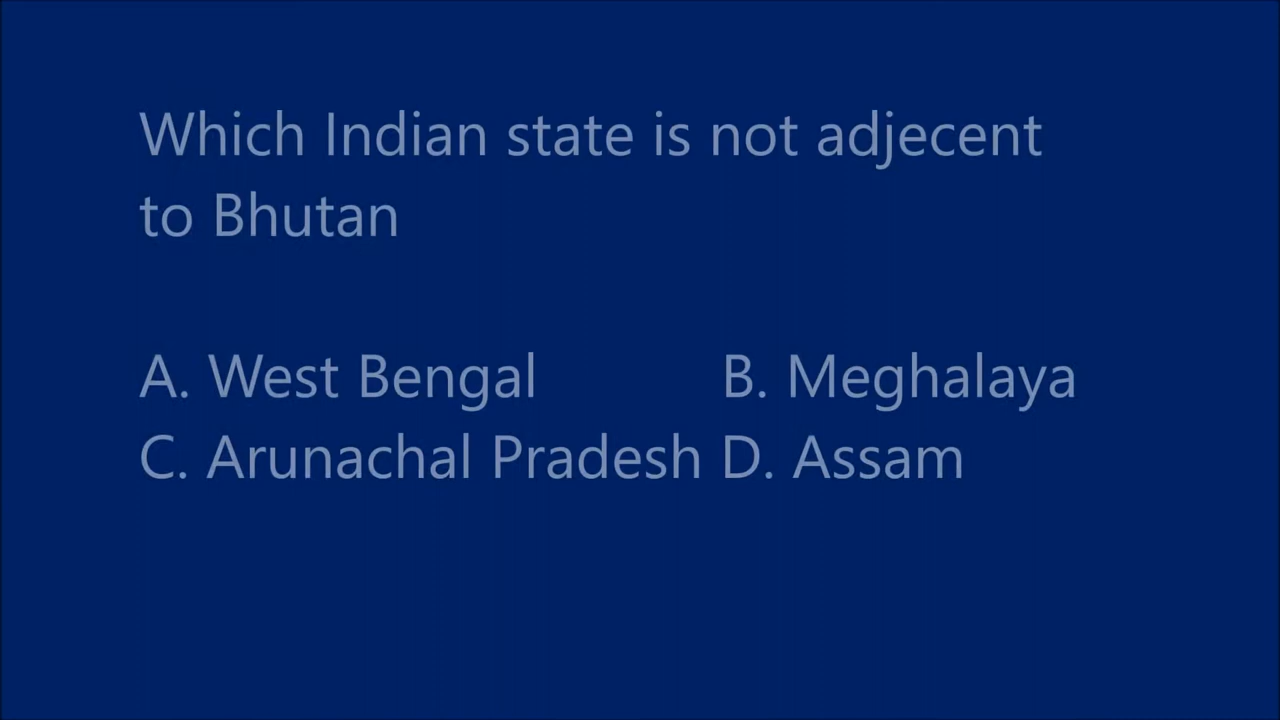 Which Indian state is not adjecent
to Bhutan
A. West Bengal B. Meghalaya
C. Arunachal Pradesh D. Assam